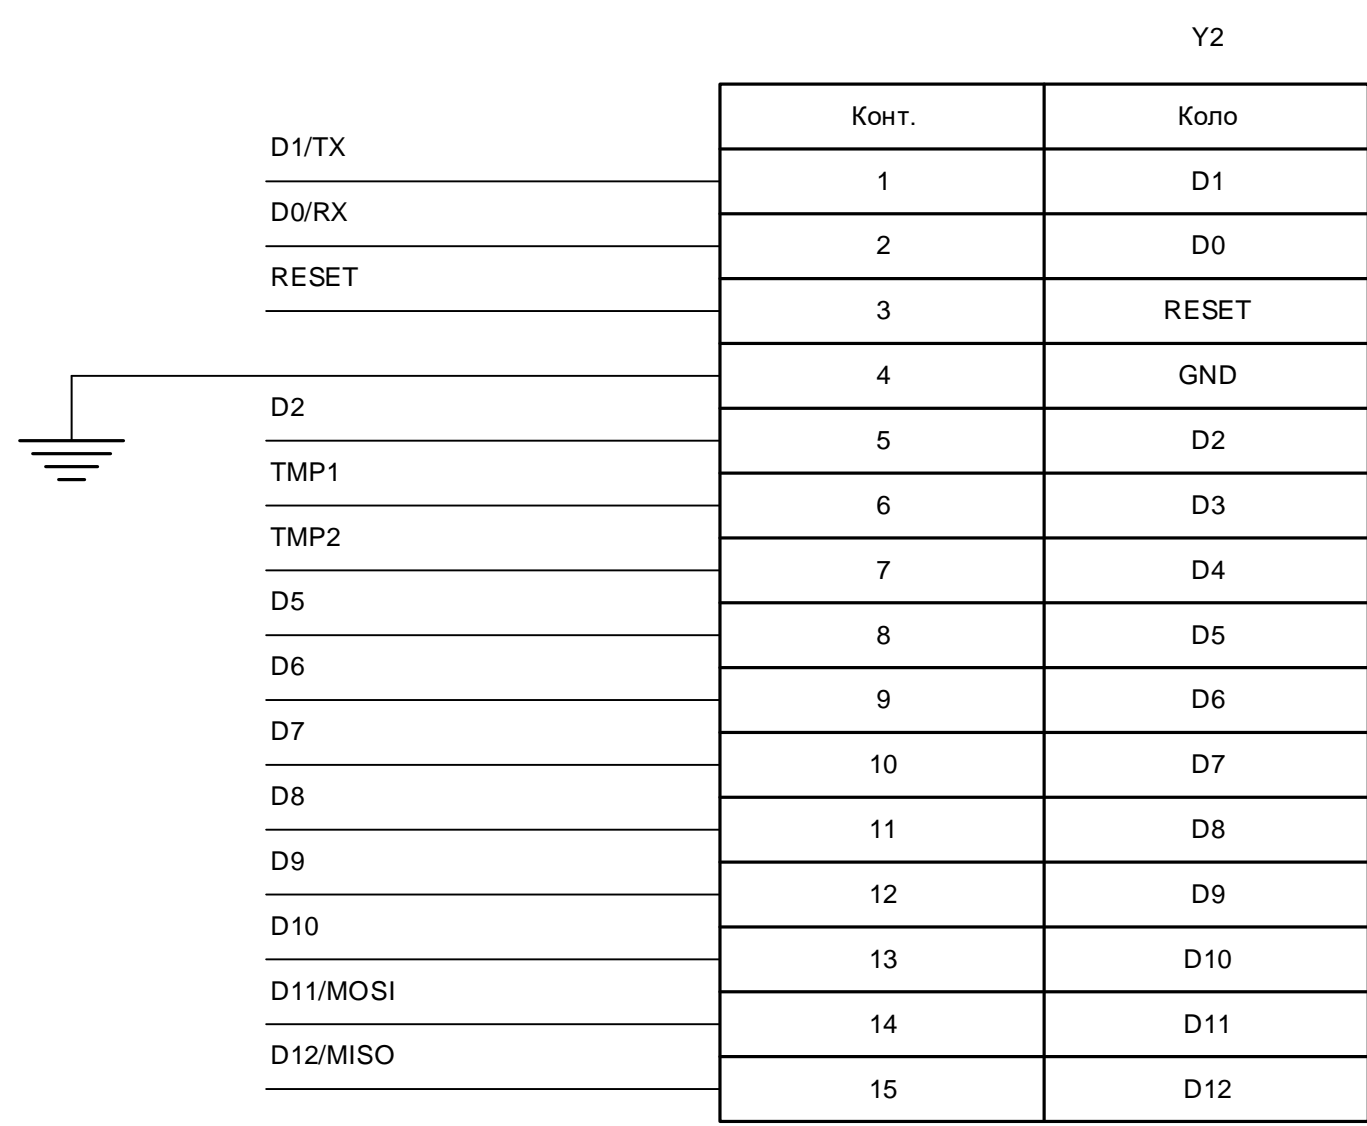 Y2
Конт. Коло
D1/TX
1 D1
D0/RX
2 D0
RESET
3 RESET
4 GND
D2
5 D2
TMP1
6 D3
TMP2
7 D4
D5
8 D5
D6
9 D6
D7
10 D7
D8
11 D8
D9
12 D9
D10
13 D10
D11/MOSI
14 D11
D12/MISO
15 D12